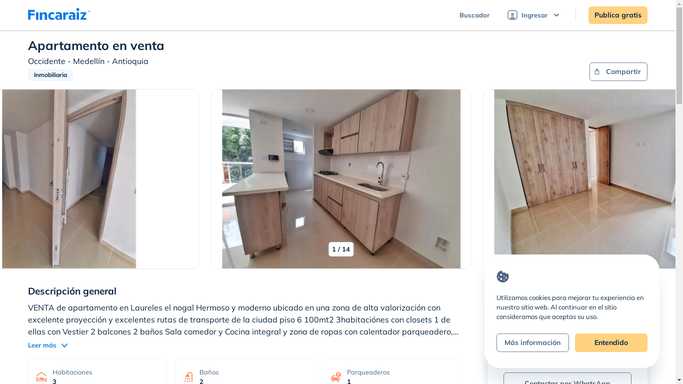 Fincaraiz
Buscador
Ingresar
Publica gratis
Apartamento en venta
Occidente - Medellín - Antioquia
Inmobiliaria
Compartir
1 / 14
Descripción general
VENTA de apartamento en Laureles el nogal Hermoso y moderno ubicado en una zona de alta valorización con
excelente proyección y excelentes rutas de transporte de la ciudad piso 6 100mt2 3habitaciónes con closets 1 de
ellas con Vestier 2 balcones 2 baños Sala comedor y Cocina integral y zona de ropas con calentador parqueadero,...
Leer más
Habitaciones
3
Baños
2
Parqueaderos
1
Utilizamos cookies para mejorar tu experiencia en
nuestro sitio web. Al continuar en el sitio
consideramos que aceptas su uso.
Más información
Entendido
Contactar por WhatsApp